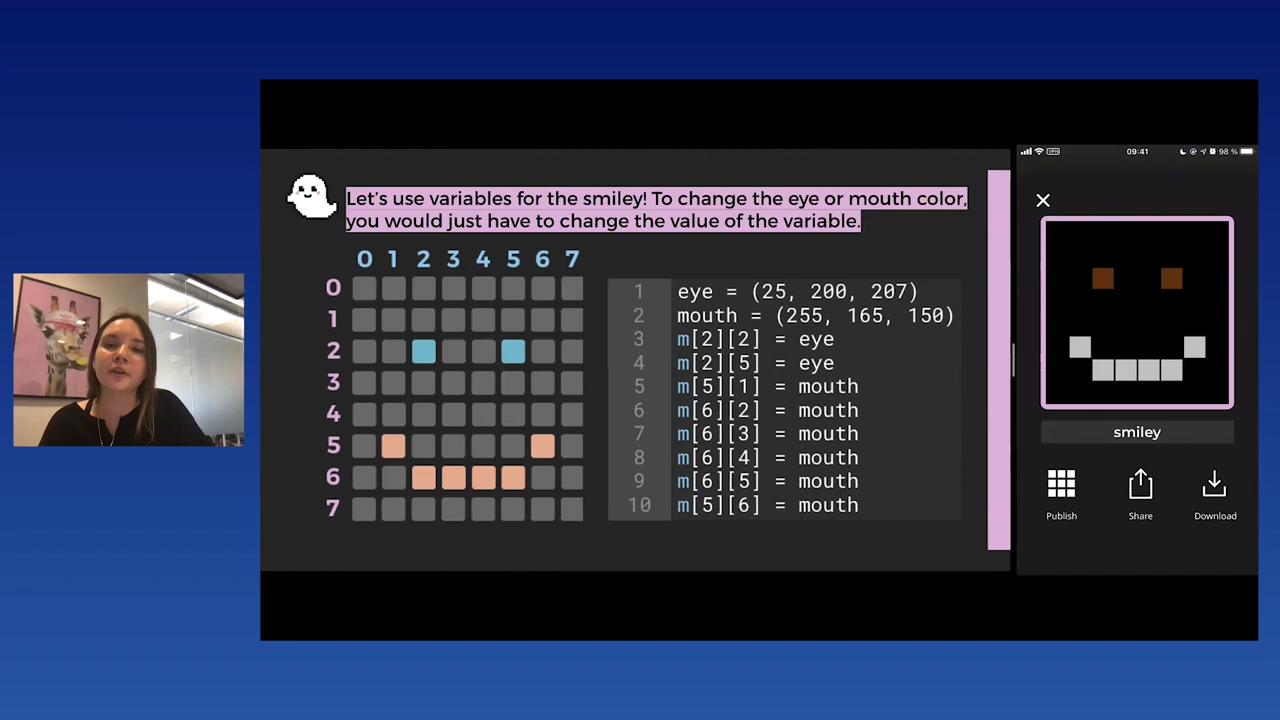 Let's use variables for the smiley! To change the eye or mouth color,
you would just have to change the value of the variable.
0 1 2 3 4 5 6 7
0
1
2
3
4
5
6
7
1 eye = (25, 200, 207)
2 mouth = (255, 165, 150)
3 m[2][2] = eye
4 m[2][5] = eye
5 m[5][1] = mouth
6 m[6][2] = mouth
7 m[6][3] = mouth
8 m[6][4] = mouth
9 m[6][5] = mouth
10 m[5][6] = mouth
VPN 09:41 98 %
smiley
Publish Share Download